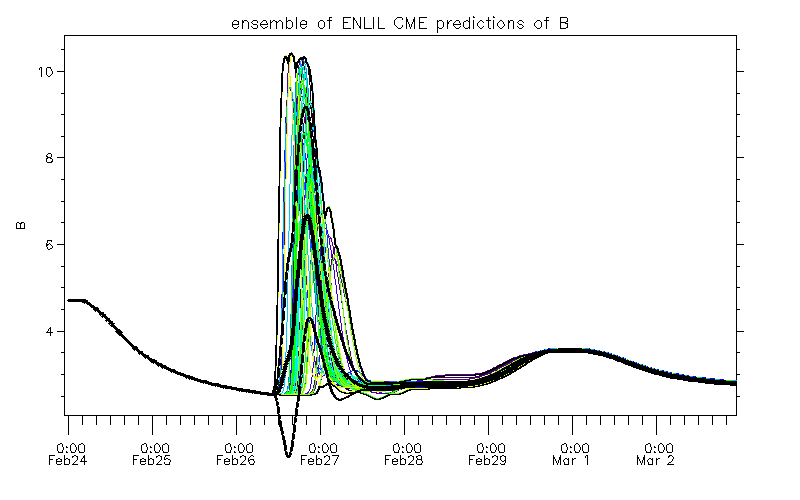 ensemble of ENLIL CME predictions of B
10
8
6
4
B
0:00 0:00 0:00 0:00 0:00 0:00 0:00 0:00
Feb24 Feb25 Feb26 Feb27 Feb28 Feb29 Mar 1 Mar 2